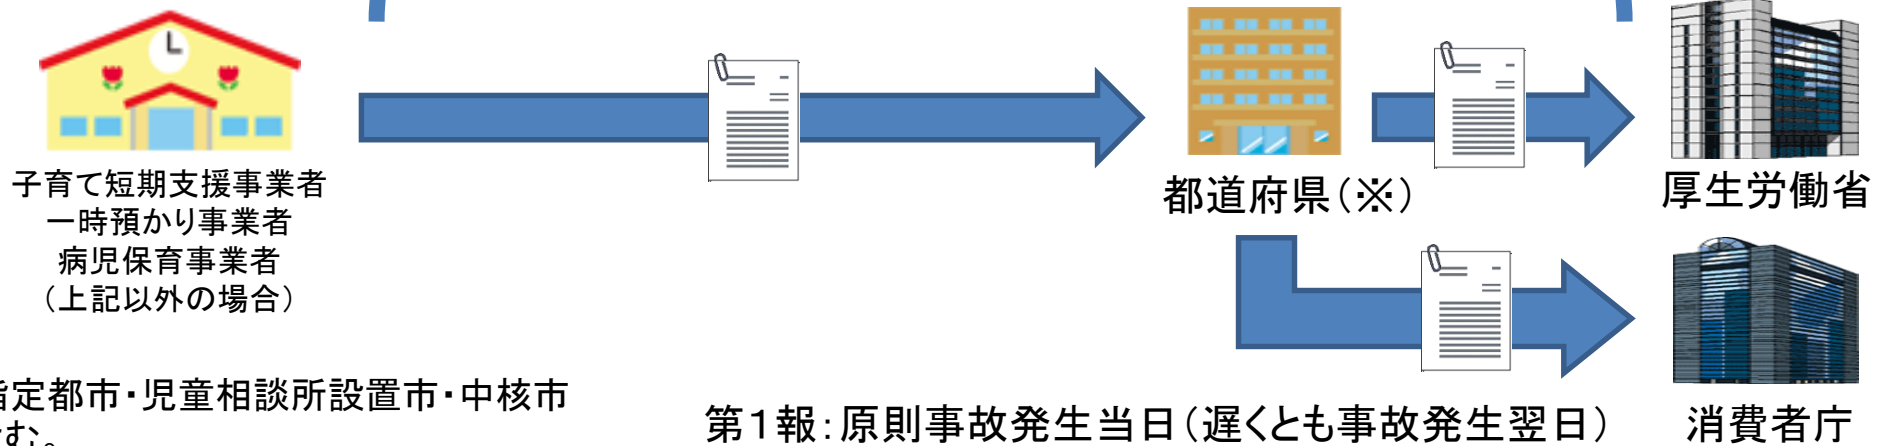 子育て短期支援事業者
一時預かり事業者
病児保育事業者
（上記以外の場合）
都道府県（※）
厚生労働省
指定都市・児童相談所設置市・中核市
む。
第１報：原則事故発生当日（遅くとも事故発生翌日）
消費者庁